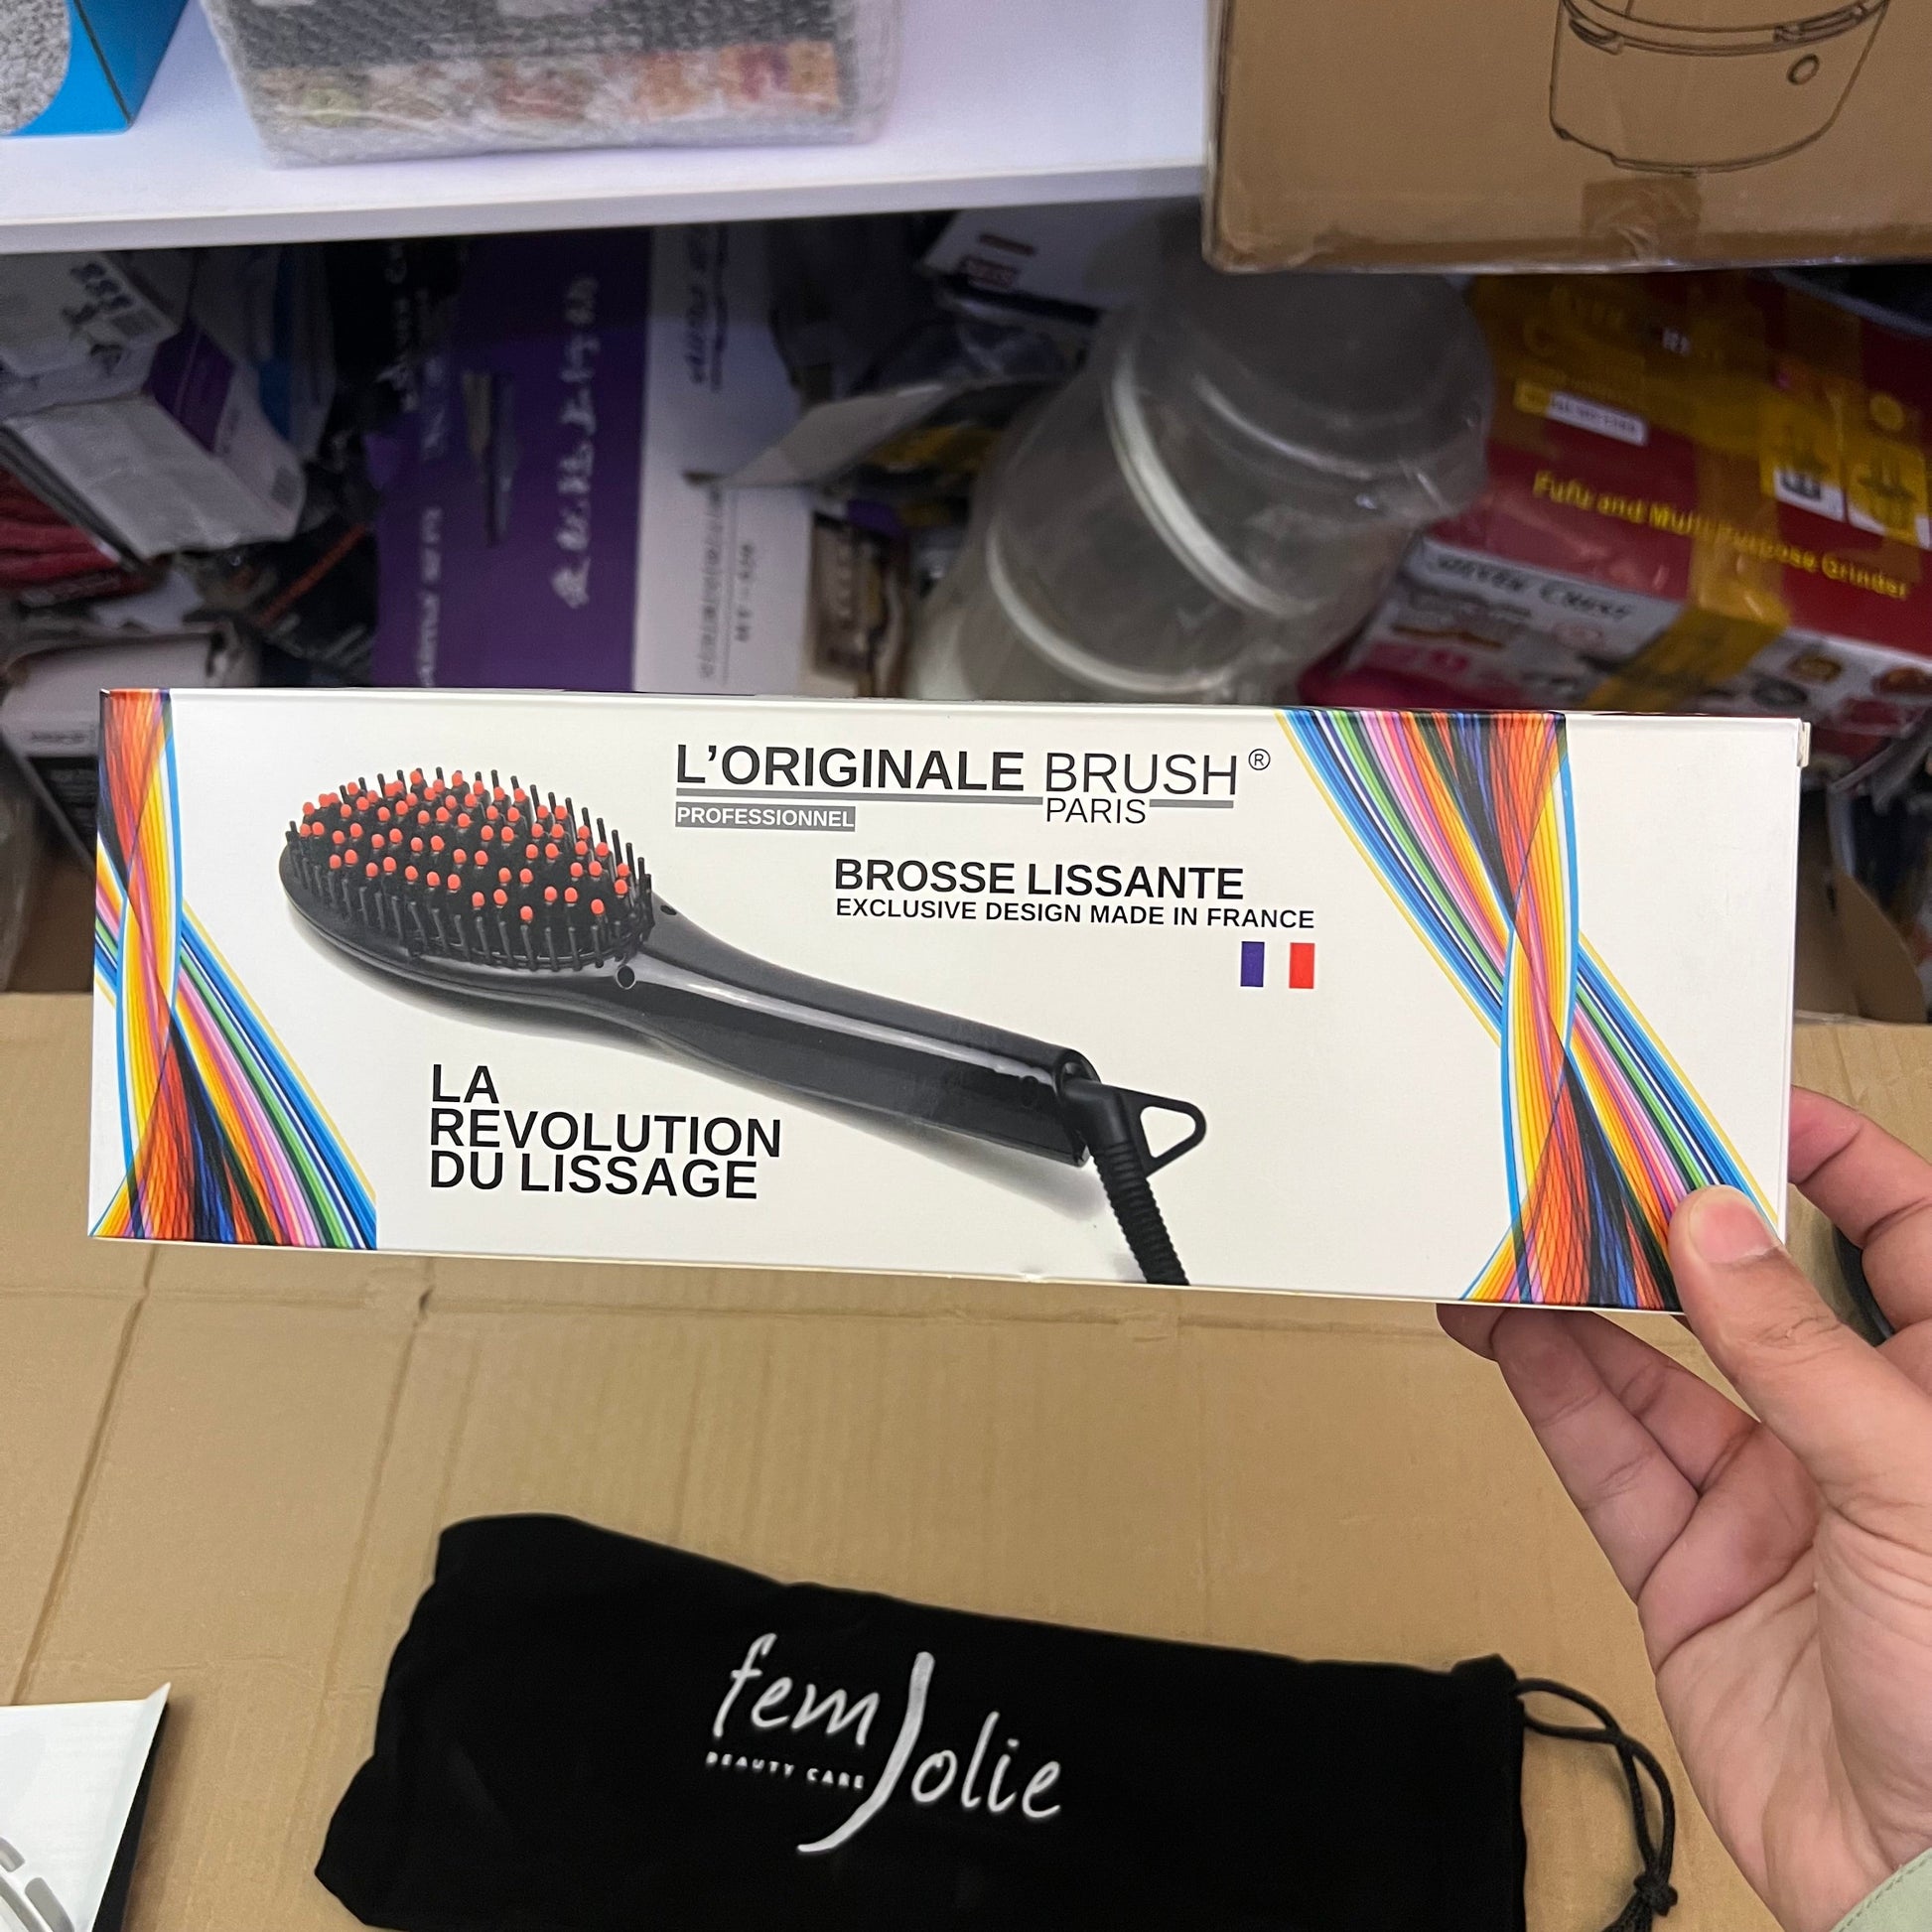 L'ORIGINALE BRUSH®
PROFESSIONNEL
PARIS
BROSSE LISSANTE
EXCLUSIVE DESIGN MADE IN FRANCE
LA
REVOLUTION
DU LISSAGE
Fufu and Multi Purpose Grinder
fem Jolie
BEAUTY CARE